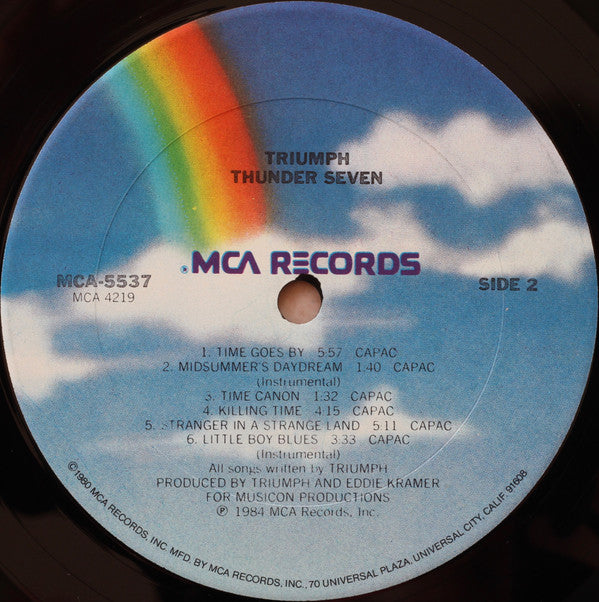 TRIUMPH
THUNDER SEVEN
® MCA RECORDS
MCA-5537
MCA 4219
SIDE 2
1. TIME GOES BY 5:57 CAPAC
2. MIDSUMMER'S DAYDREAM 1:40 CAPAC
(Instrumental)
3. TIME CANON 1:32 CAPAC
4. KILLING TIME 4:15 CAPAC
5. STRANGER IN A STRANGE LAND 5:11 CAPAC
6. LITTLE BOY BLUES 3:33 CAPAC
(Instrumental)
All songs written by TRIUMPH
PRODUCED BY TRIUMPH AND EDDIE KRAMER
FOR MUSICON PRODUCTIONS
℗ 1984 MCA Records, Inc.
©1980 MCA RECORDS, INC. MFD. BY MCA RECORDS, INC., 70 UNIVERSAL PLAZA, UNIVERSAL CITY, CALIF. 91608